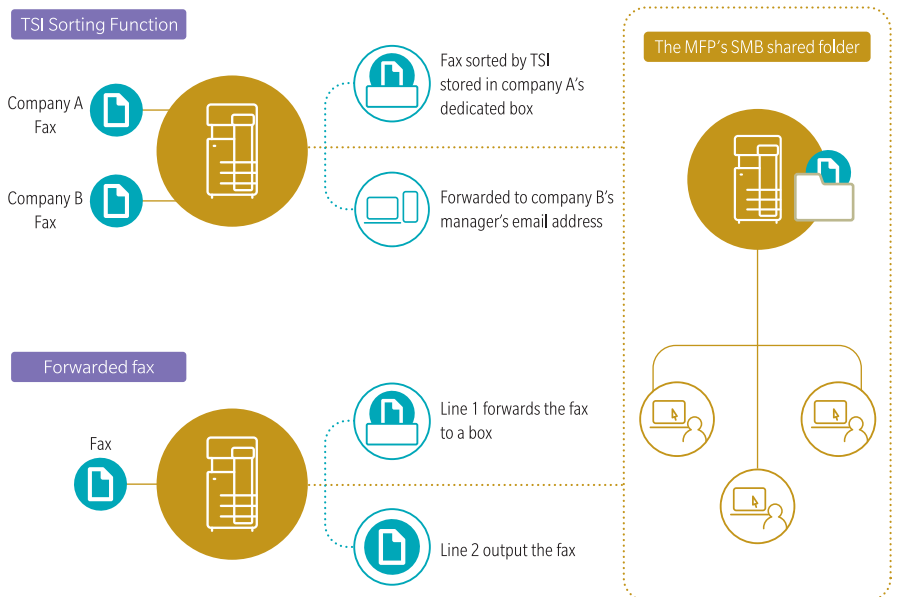 TSI Sorting Function
Company A
Fax
Company B
Fax
Fax sorted by TSI
stored in company A's
dedicated box
Forwarded to company B's
manager's email address
The MFP's SMB shared folder
Forwarded fax
Fax
Line 1 forwards the fax
to a box
Line 2 output the fax